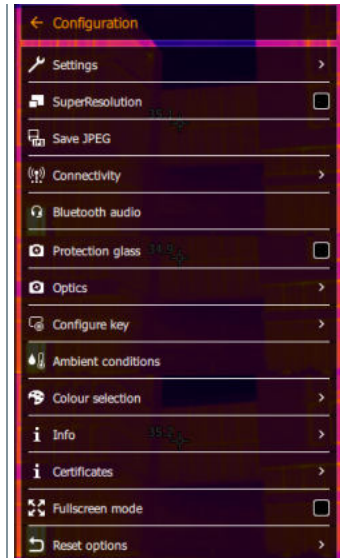 Configuration
Settings
SuperResolution
Save JPEG
Connectivity
Bluetooth audio
Protection glass
Optics
Configure key
Ambient conditions
Colour selection
Info
Certificates
Fullscreen mode
Reset options